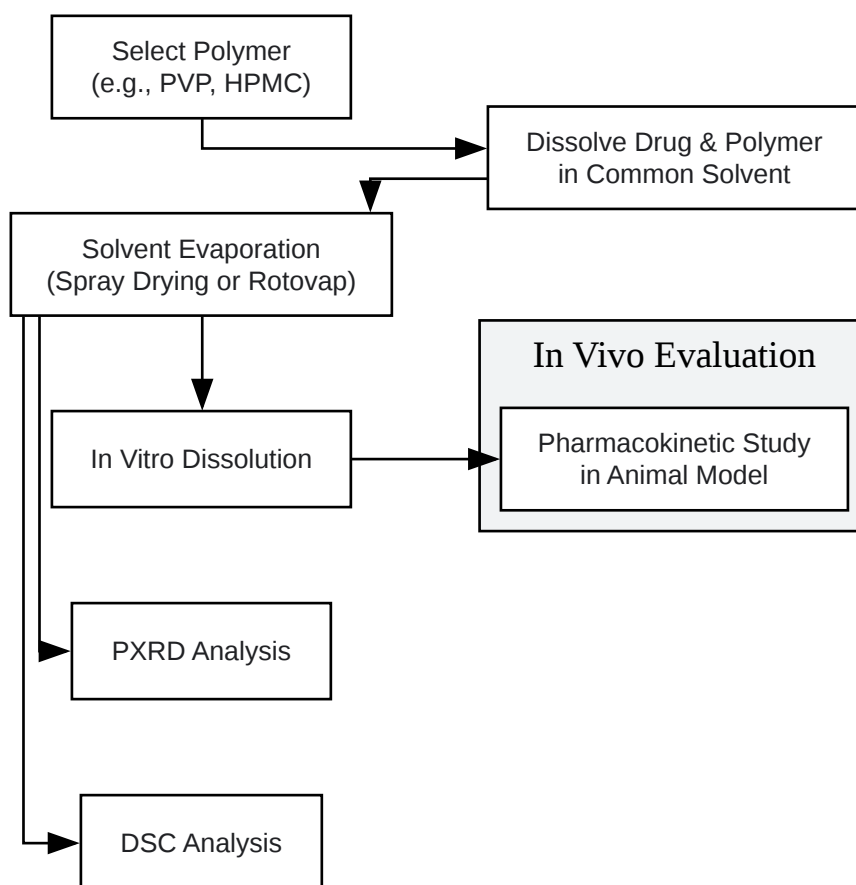 Select Polymer
(e.g., PVP, HPMC)
Dissolve Drug & Polymer
in Common Solvent
Solvent Evaporation
(Spray Drying or Rotovap)
In Vivo Evaluation
In Vitro Dissolution
Pharmacokinetic Study
in Animal Model
PXRD Analysis
DSC Analysis